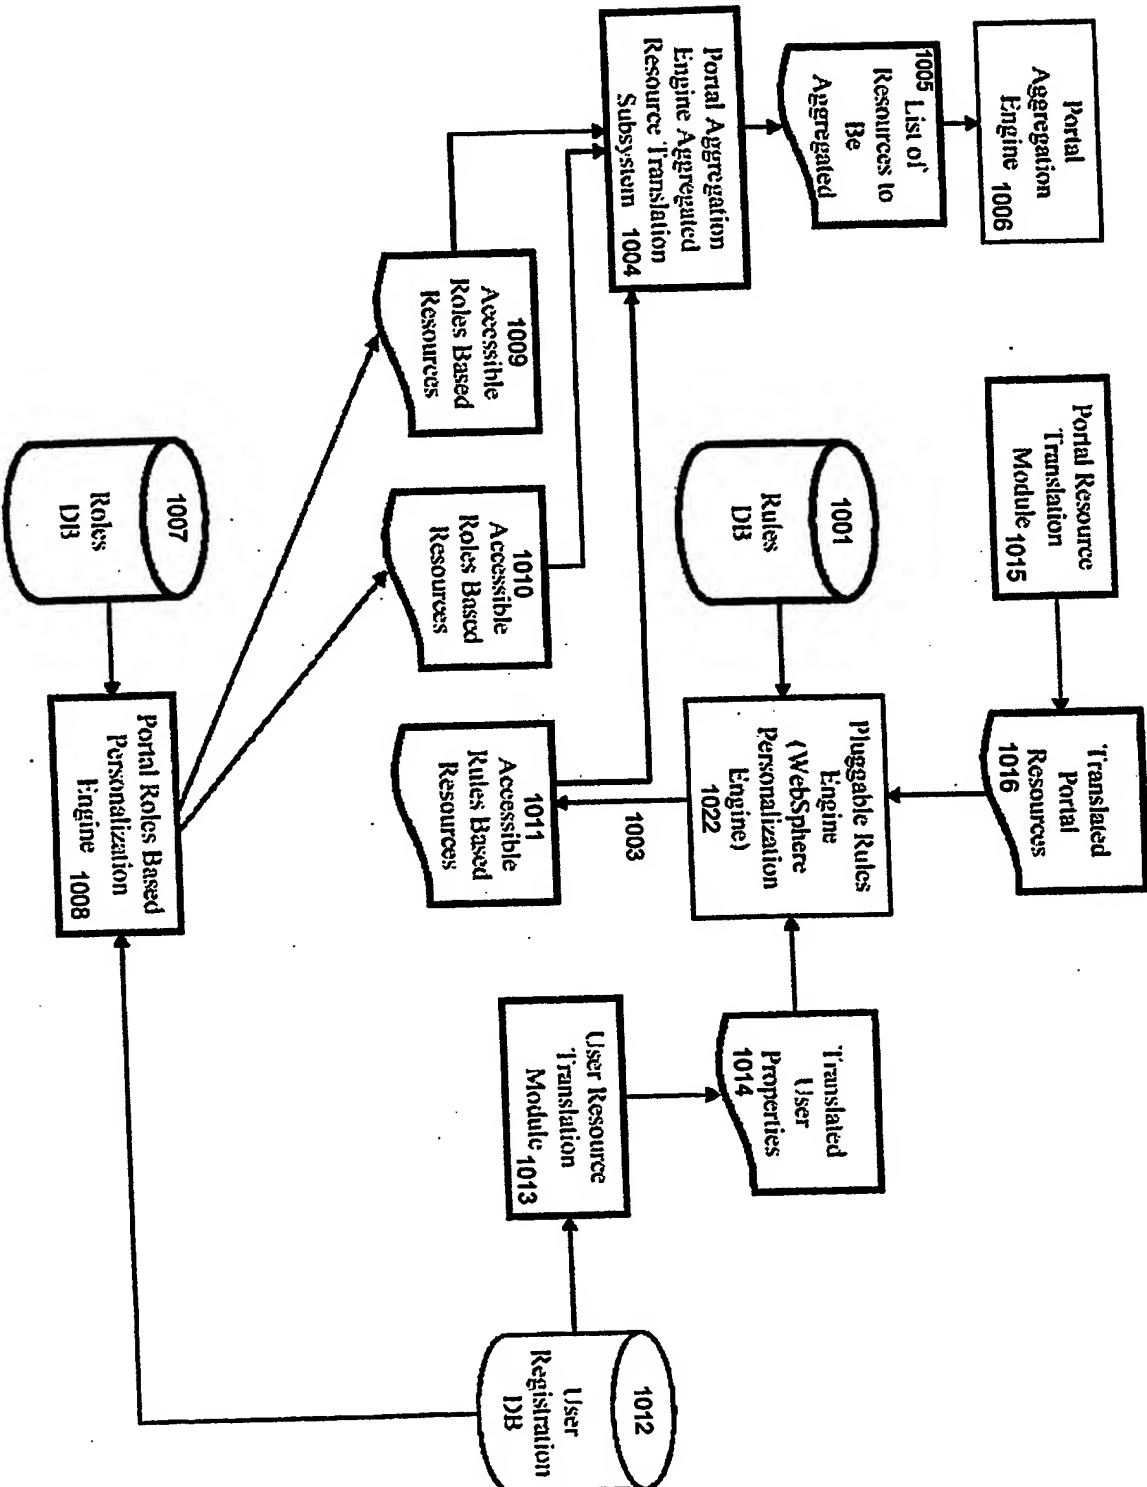 Portal
Aggregation
Engine 1006
1005 List of
Resources to
Be
Aggregated
Portal Aggregation
Engine Aggregated
Resource Translation
Subsystem 1004
Portal Resource
Translation
Module 1015
Translated
Portal
Resources
1016
1001
Rules
DB
Pluggable Rules
Engine
(WebSphere
Personalization
Engine)
1022
Translated
User
Properties
1014
1003
1009
Accessible
Roles Based
Resources
1010
Accessible
Roles Based
Resources
1011
Accessible
Rules Based
Resources
User Resource
Translation
Module 1013
1012
User
Registration
DB
1007
Roles
DB
Portal Roles Based
Personalization
Engine 1008